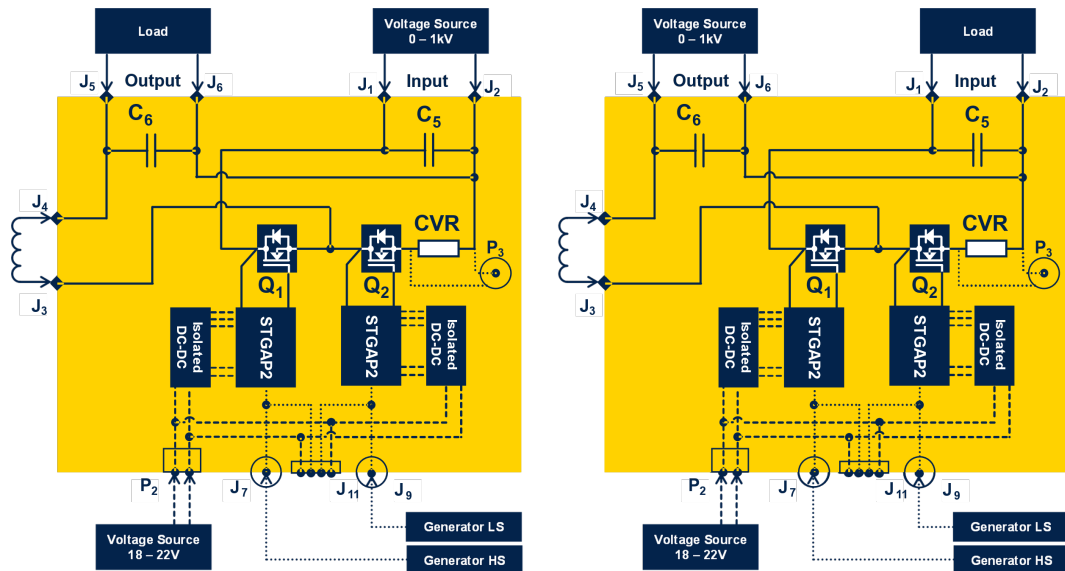 Load
Voltage Source
0 – 1kV
J5
Output
J6
J1
Input
J2
C6
C5
J4
J3
CVR
P3
Q1
Q2
Isolated
DC-DC
STGAP2
STGAP2
Isolated
DC-DC
P2
J7
J11
J9
Voltage Source
18 – 22V
Generator LS
Generator HS
Voltage Source
0 – 1kV
Load
J5
Output
J6
J1
Input
J2
C6
C5
J4
J3
CVR
P3
Q1
Q2
Isolated
DC-DC
STGAP2
STGAP2
Isolated
DC-DC
P2
J7
J11
J9
Voltage Source
18 – 22V
Generator LS
Generator HS